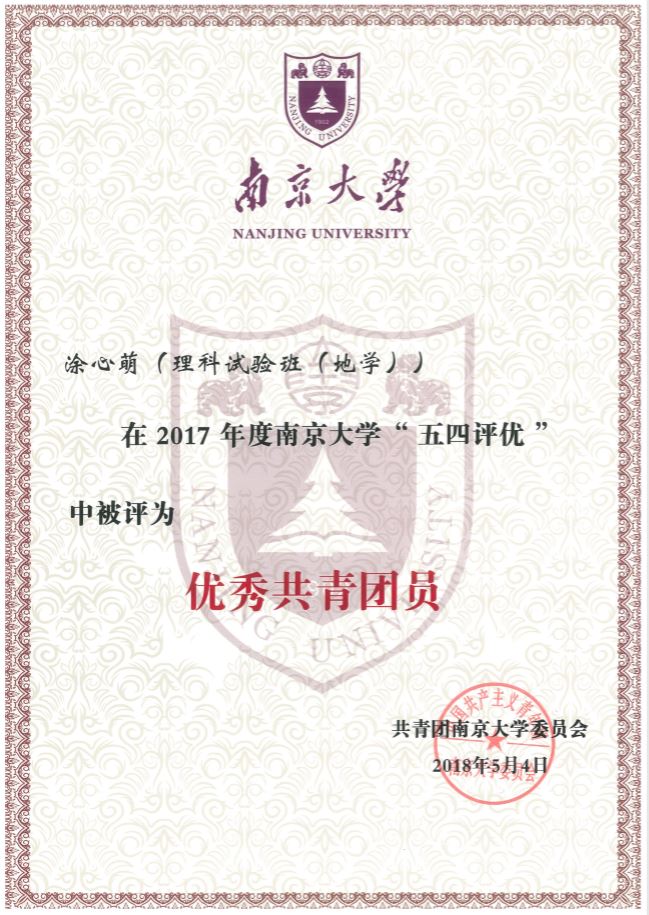 NANJING UNIVERSITY
1902
南京大學
NANJING UNIVERSITY
涂心萌（理科试验班（地学））
在 2017 年度南京大学“ 五四评优 ”
中被评为
优秀共青团员
NANJING UNIVERSITY
共青团南京大学委员会
2018年5月4日
国共产主义青
南京大学委员会